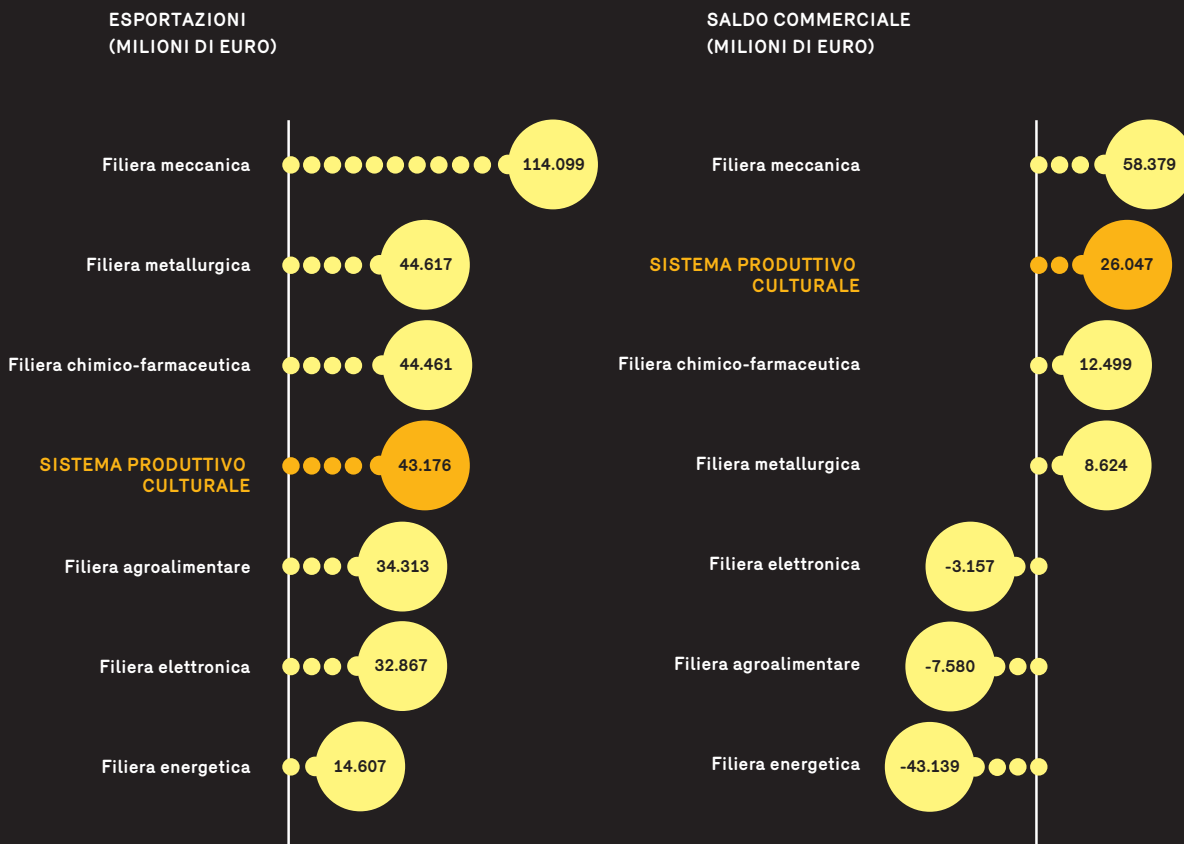 ESPORTAZIONI
(MILIONI DI EURO)
Filiera meccanica 114.099
Filiera metallurgica 44.617
Filiera chimico-farmaceutica 44.461
SISTEMA PRODUTTIVO
CULTURALE 43.176
Filiera agroalimentare 34.313
Filiera elettronica 32.867
Filiera energetica 14.607
SALDO COMMERCIALE
(MILIONI DI EURO)
Filiera meccanica 58.379
SISTEMA PRODUTTIVO
CULTURALE 26.047
Filiera chimico-farmaceutica 12.499
Filiera metallurgica 8.624
Filiera elettronica -3.157
Filiera agroalimentare -7.580
Filiera energetica -43.139